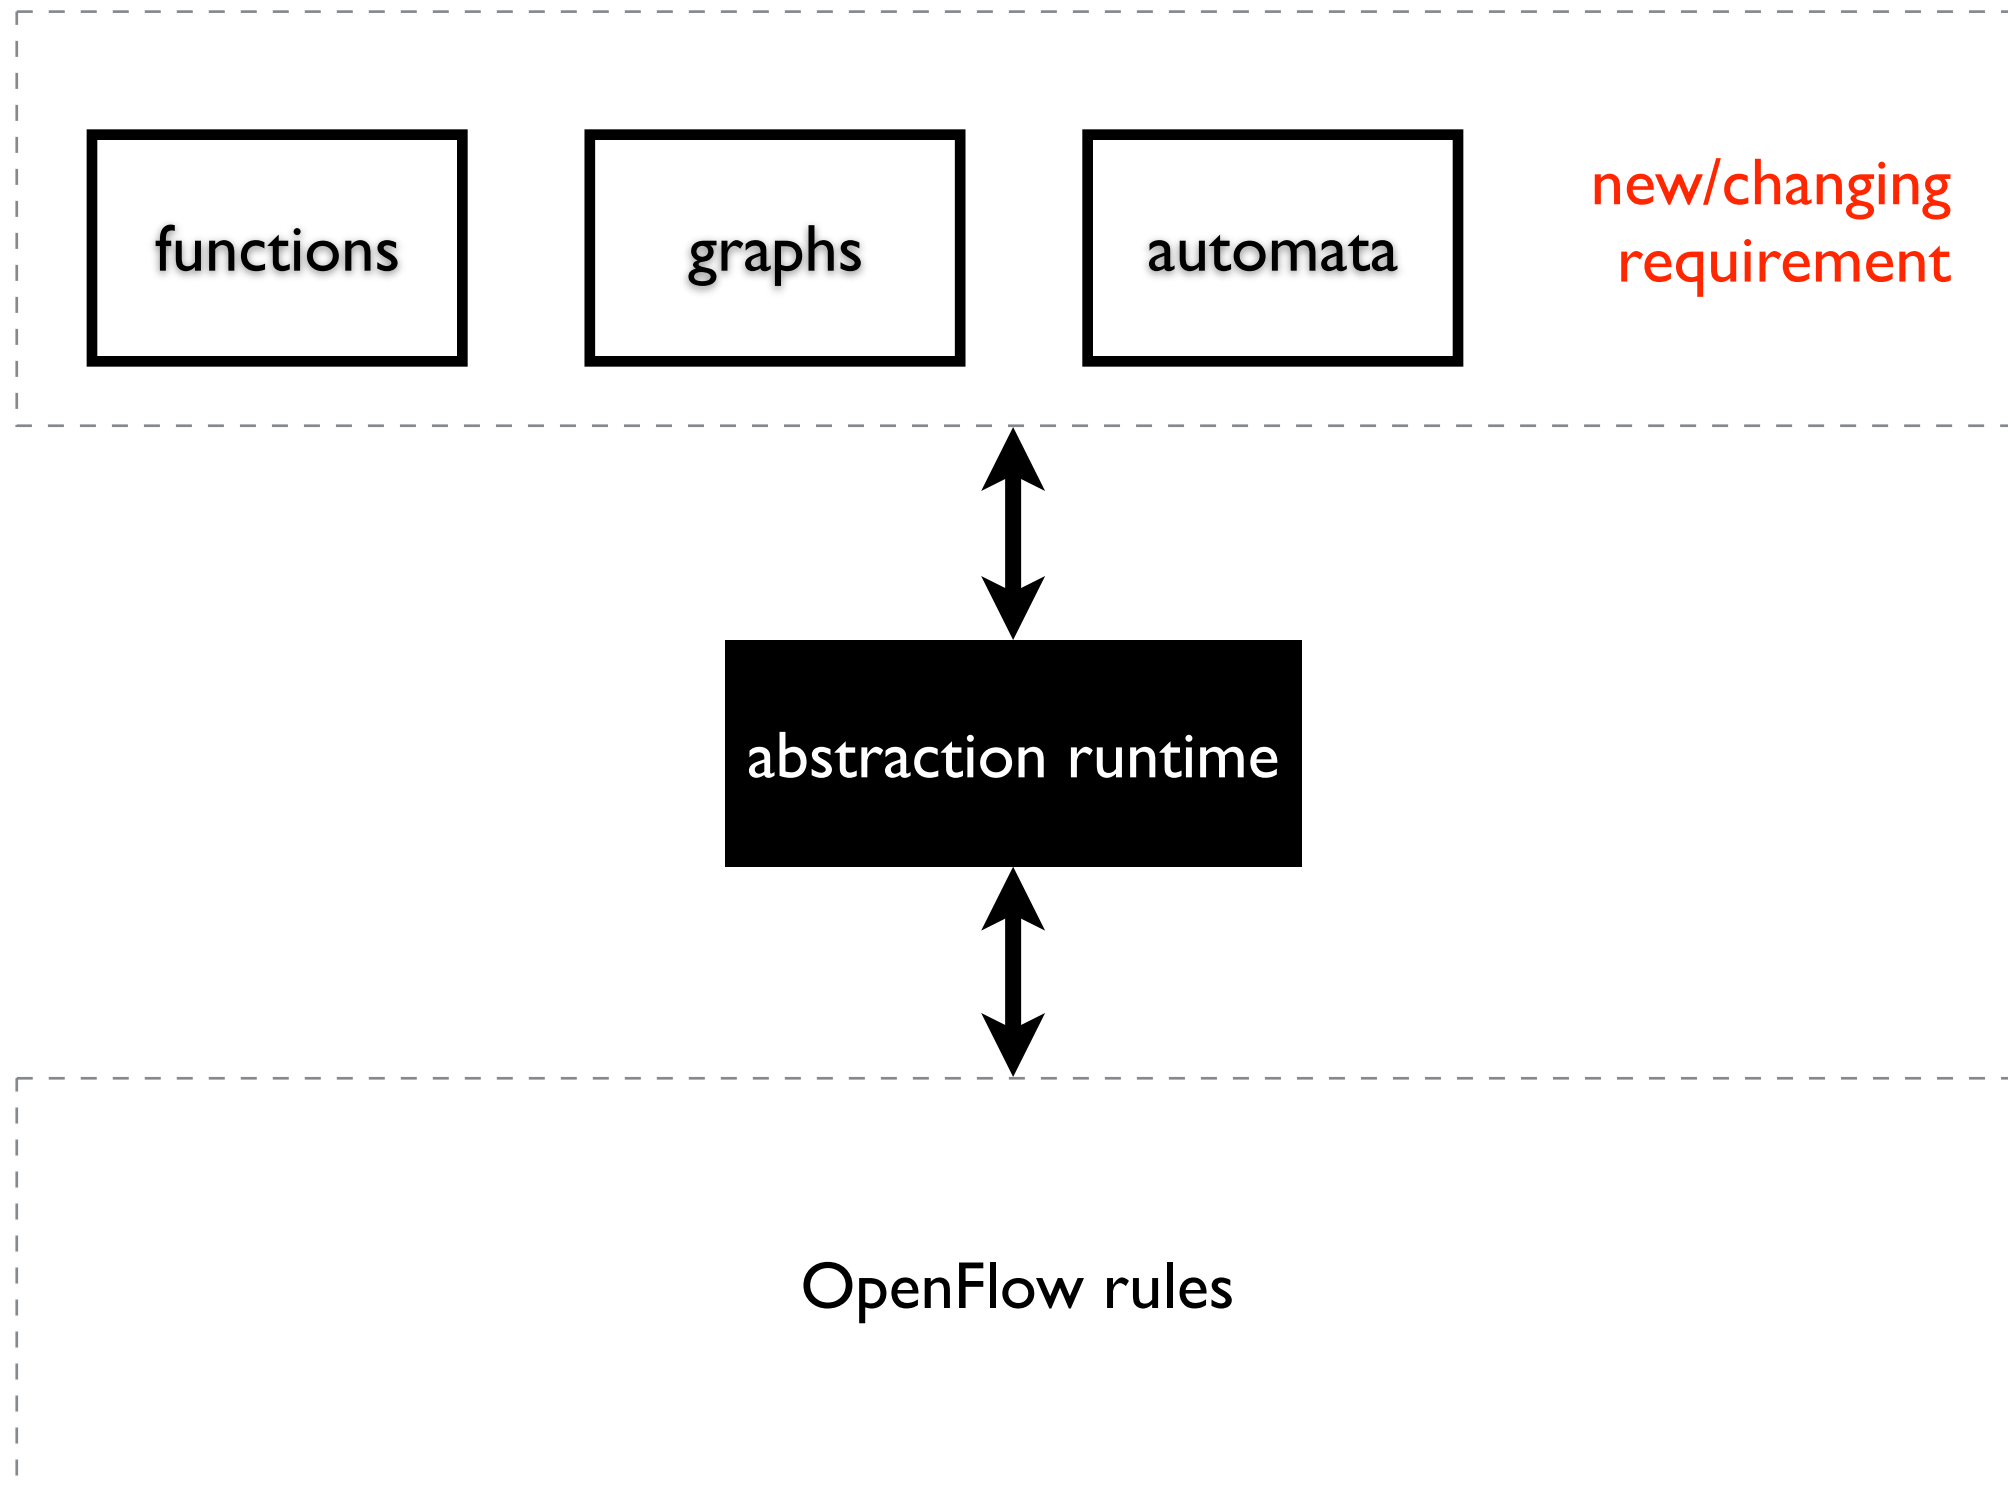 functions
graphs
automata
new/changing
requirement
abstraction runtime
OpenFlow rules